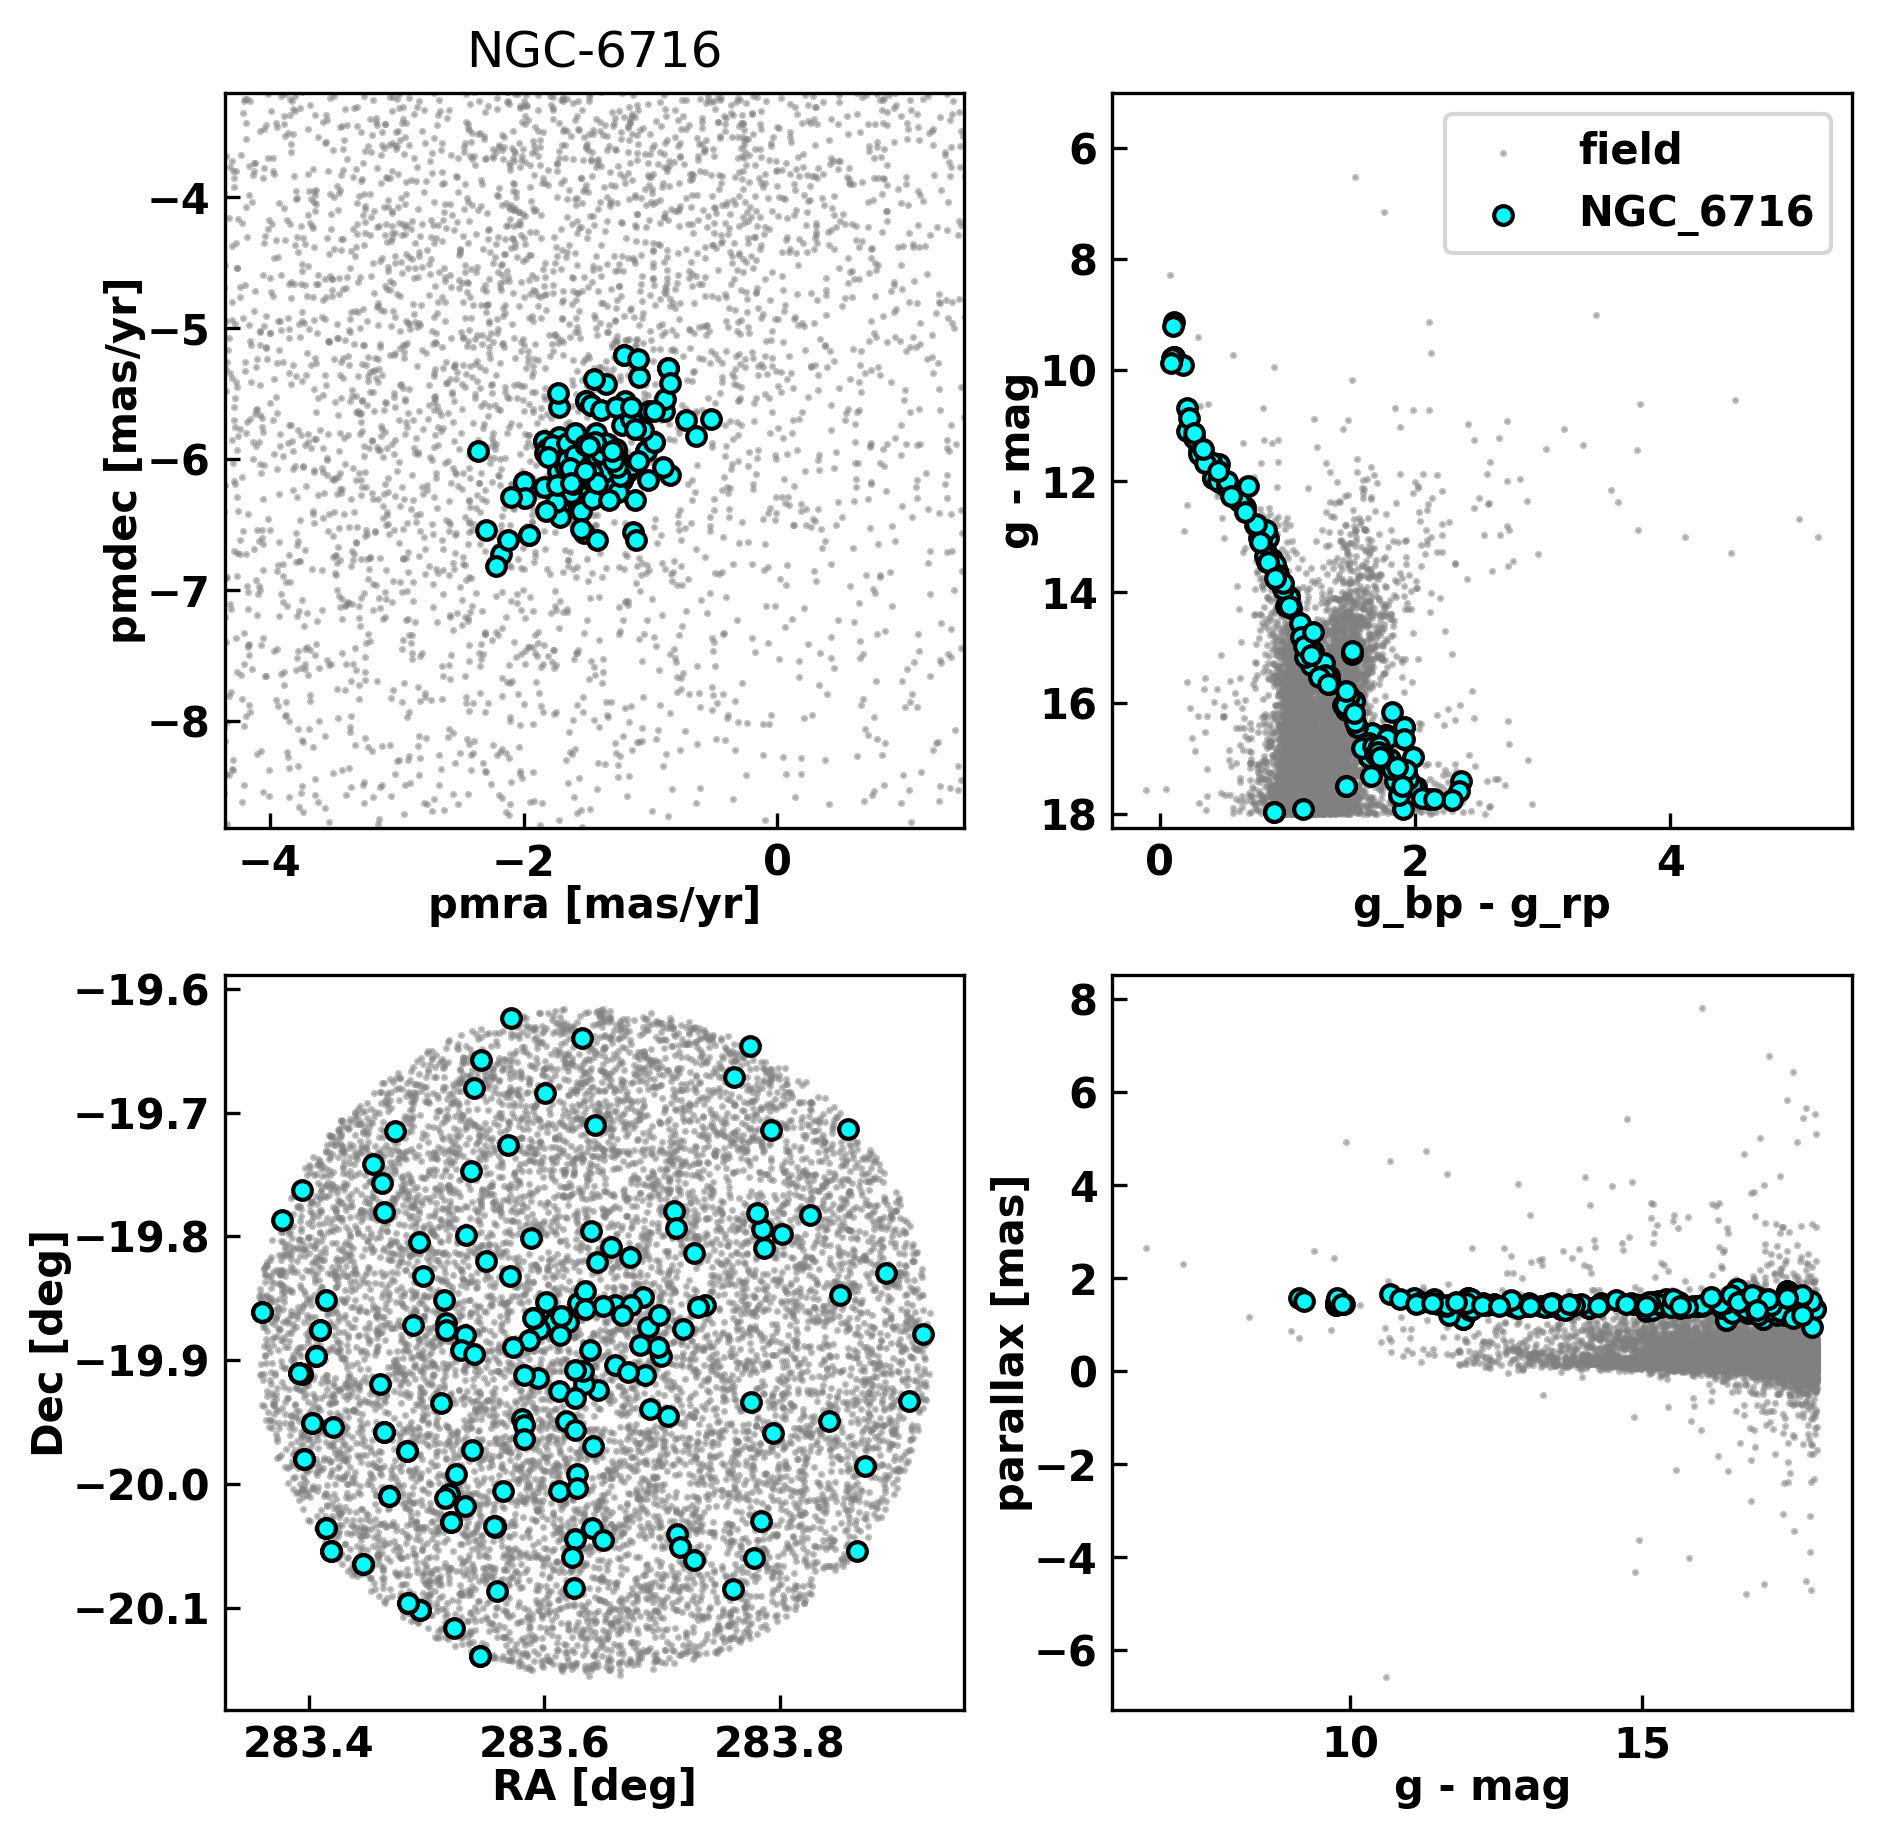 NGC-6716
−4
−5
−6
−7
−8
pmdec [mas/yr]
−4 −2 0
pmra [mas/yr]
6
8
10
12
14
16
18
g - mag
field
NGC_6716
0 2 4
g_bp - g_rp
−19.6
−19.7
−19.8
−19.9
−20.0
−20.1
Dec [deg]
283.4 283.6 283.8
RA [deg]
8
6
4
2
0
−2
−4
−6
parallax [mas]
10 15
g - mag